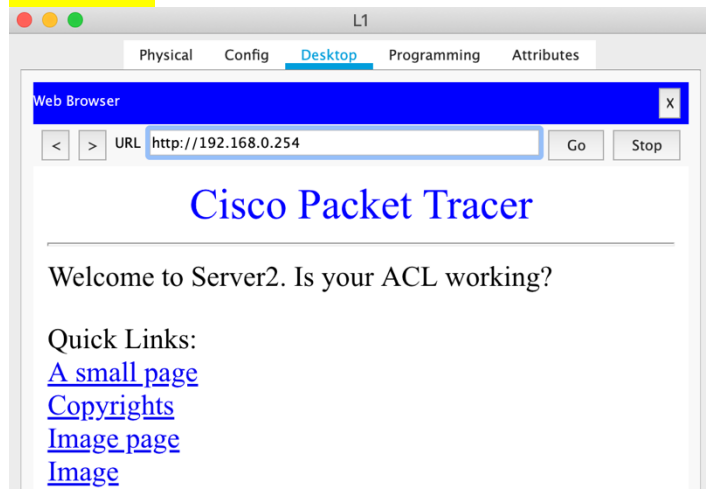 L1
Physical Config Desktop Programming Attributes
Web Browser X
< > URL http://192.168.0.254 Go Stop
Cisco Packet Tracer
Welcome to Server2. Is your ACL working?
Quick Links:
A small page
Copyrights
Image page
Image